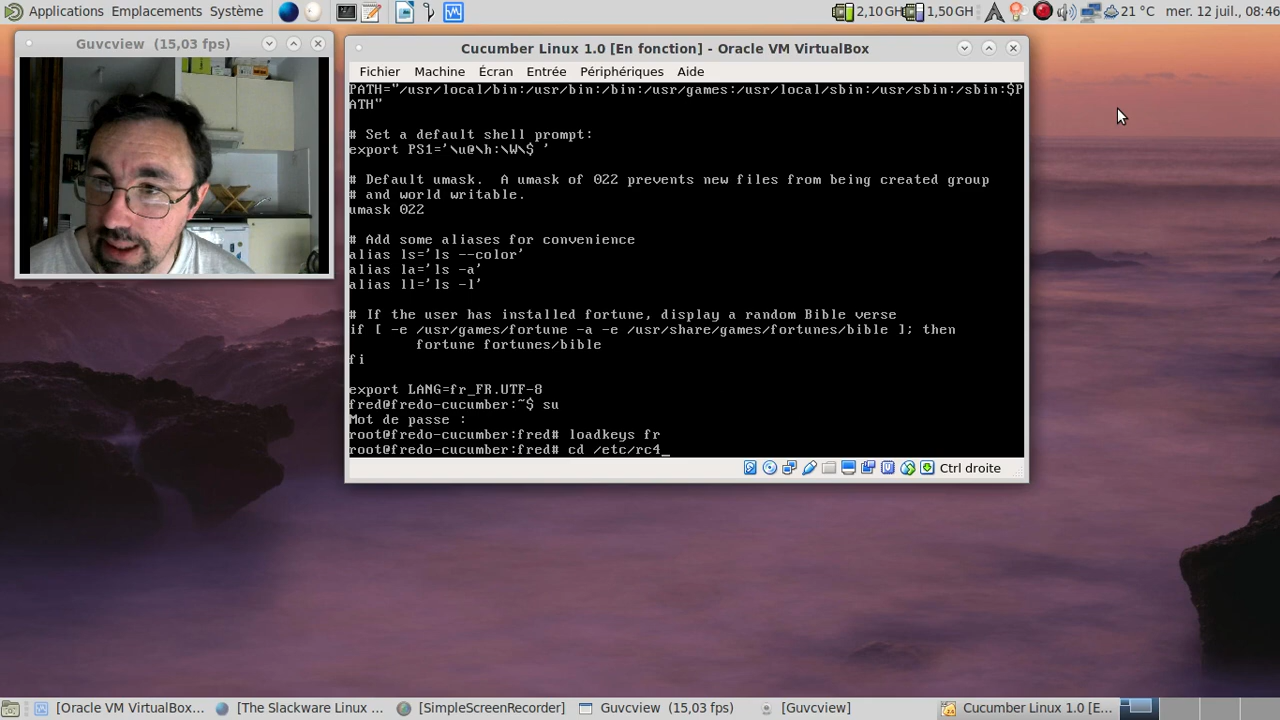 Applications Emplacements Système
2,10 GH 1,50 GH 21 °C mer. 12 juil., 08:46
Guvcview (15,03 fps)
Cucumber Linux 1.0 [En fonction] - Oracle VM VirtualBox
Fichier Machine Écran Entrée Périphériques Aide
PATH="/usr/local/bin:/usr/bin:/bin:/usr/games:/usr/local/sbin:/usr/sbin:/sbin:$P
ATH"
# Set a default shell prompt:
export PS1='\u@\h:\W\$ '
# Default umask.  A umask of 022 prevents new files from being created group
# and world writable.
umask 022
# Add some aliases for convenience
alias ls='ls --color'
alias la='ls -a'
alias ll='ls -l'
# If the user has installed fortune, display a random Bible verse
if [ -e /usr/games/fortune -a -e /usr/share/games/fortunes/bible ]; then
        fortune fortunes/bible
fi
export LANG=fr_FR.UTF-8
fred@fredo-cucumber:~$ su
Mot de passe :
root@fredo-cucumber:fred# loadkeys fr
root@fredo-cucumber:fred# cd /etc/rc4_
Ctrl droite
[Oracle VM VirtualBox... [The Slackware Linux ... [SimpleScreenRecorder] Guvcview (15,03 fps) [Guvcview] Cucumber Linux 1.0 [E...